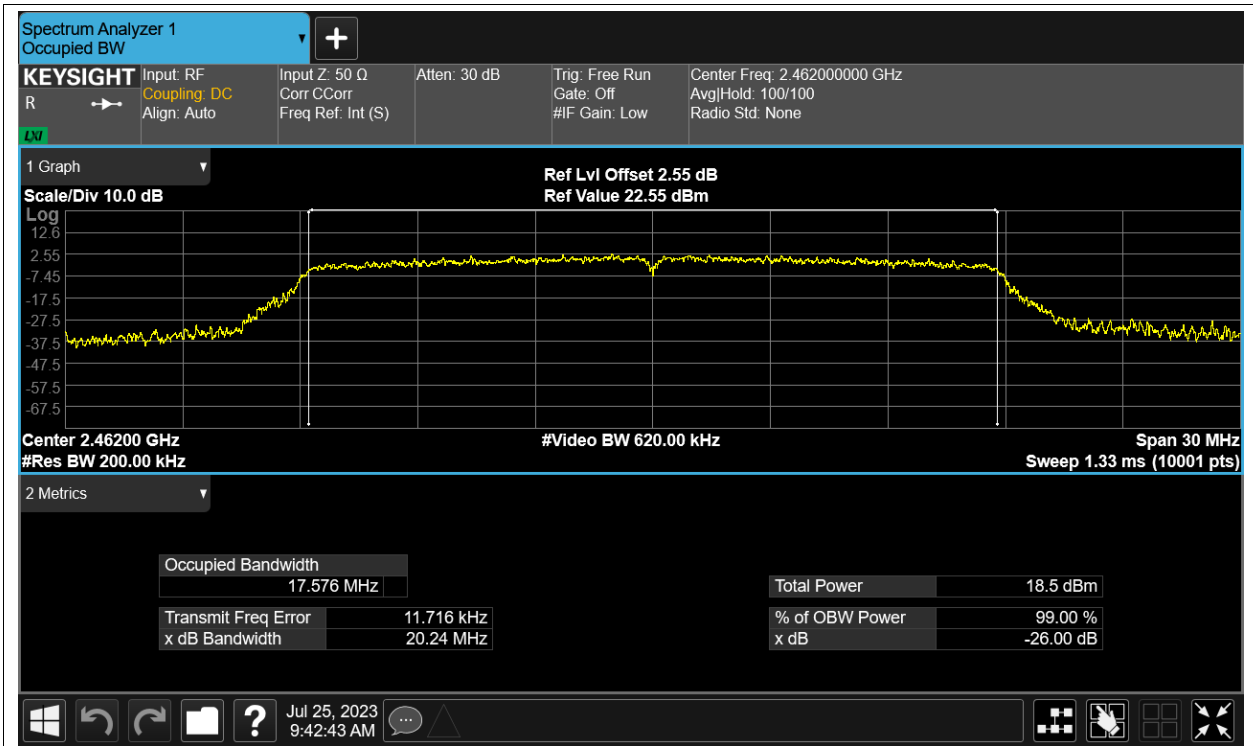 Spectrum Analyzer 1
Occupied BW
KEYSIGHT
R
LXI
Input: RF
Coupling: DC
Align: Auto
Input Z: 50 Ω
Corr CCorr
Freq Ref: Int (S)
Atten: 30 dB
Trig: Free Run
Gate: Off
#IF Gain: Low
Center Freq: 2.462000000 GHz
Avg|Hold: 100/100
Radio Std: None
1 Graph
Scale/Div 10.0 dB
Ref Lvl Offset 2.55 dB
Ref Value 22.55 dBm
Log
12.6
2.55
-7.45
-17.5
-27.5
-37.5
-47.5
-57.5
-67.5
Center 2.46200 GHz
#Video BW 620.00 kHz
Span 30 MHz
#Res BW 200.00 kHz
Sweep 1.33 ms (10001 pts)
2 Metrics
Occupied Bandwidth
17.576 MHz
Total Power 18.5 dBm
Transmit Freq Error 11.716 kHz
% of OBW Power 99.00 %
x dB Bandwidth 20.24 MHz
x dB -26.00 dB
?
Jul 25, 2023
9:42:43 AM